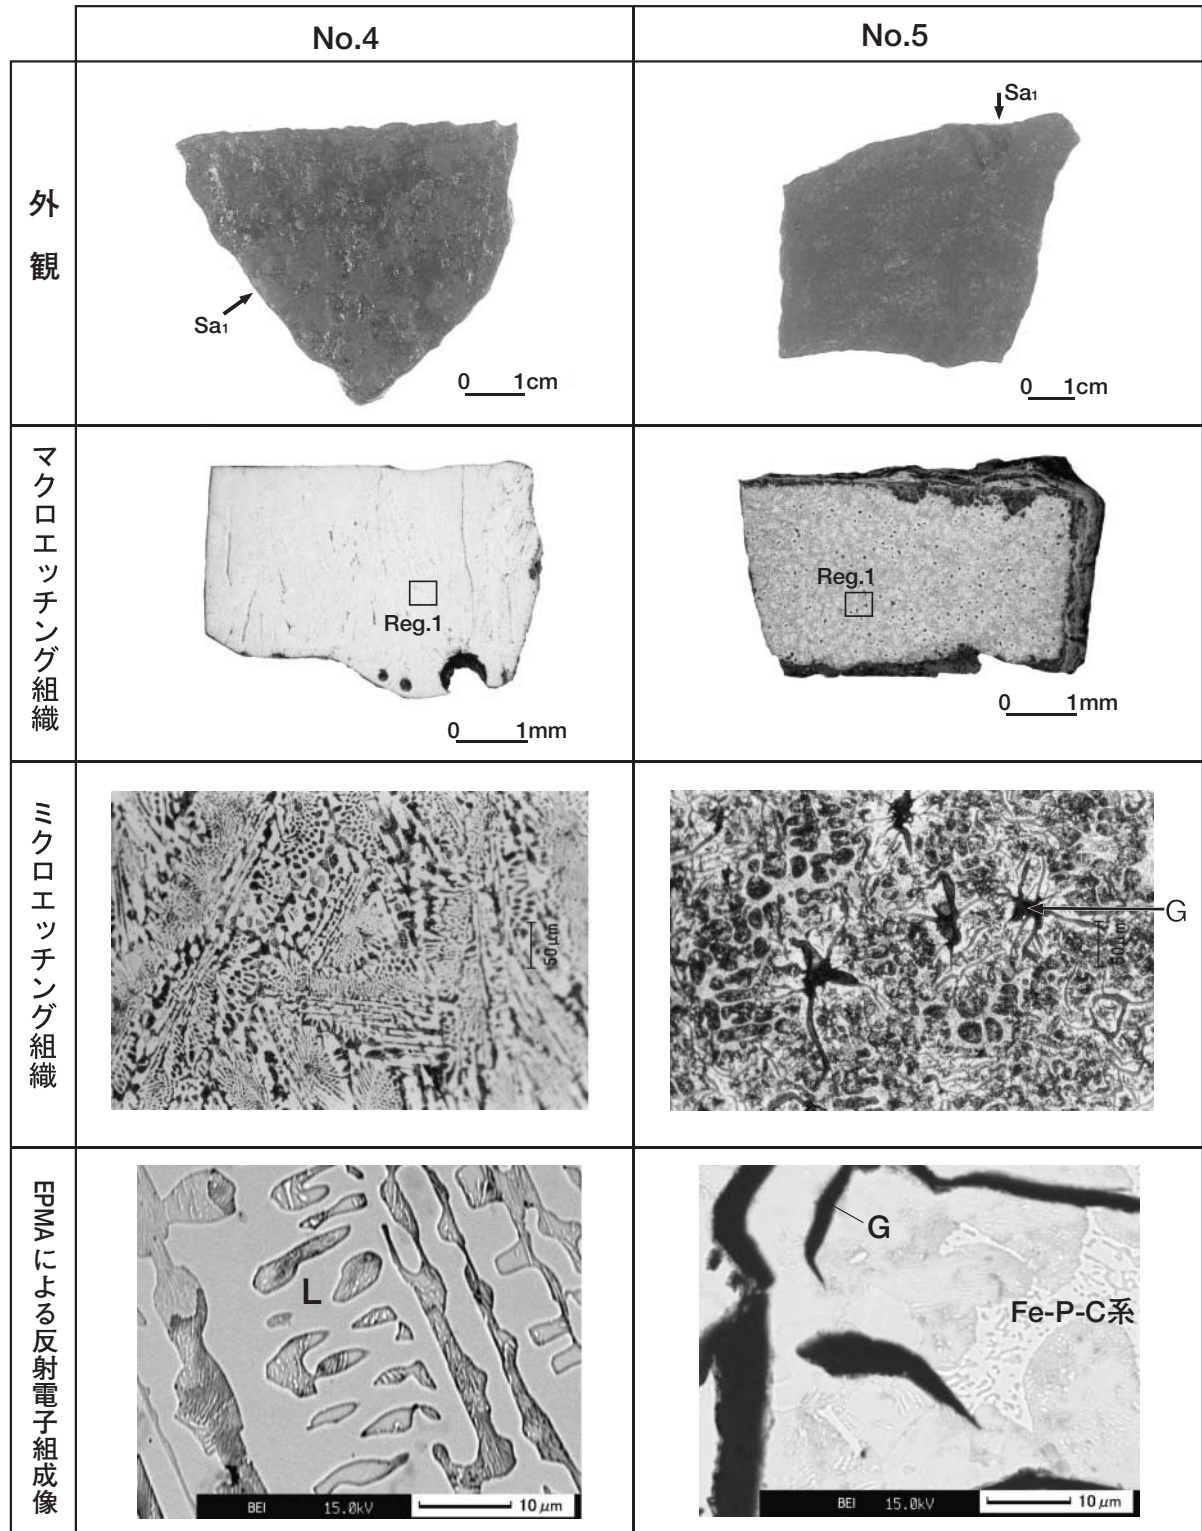 No.4
No.5
外観
Sa₁
0 1cm
Sa₁
0 1cm
マクロエッチング組織
Reg.1
0 1mm
Reg.1
0 1mm
ミクロエッチング組織
50μm
G
50μm
EPMAによる反射電子組成像
L
BEI 15.0kV 10μm
G
Fe-P-C系
BEI 15.0kV 10μm